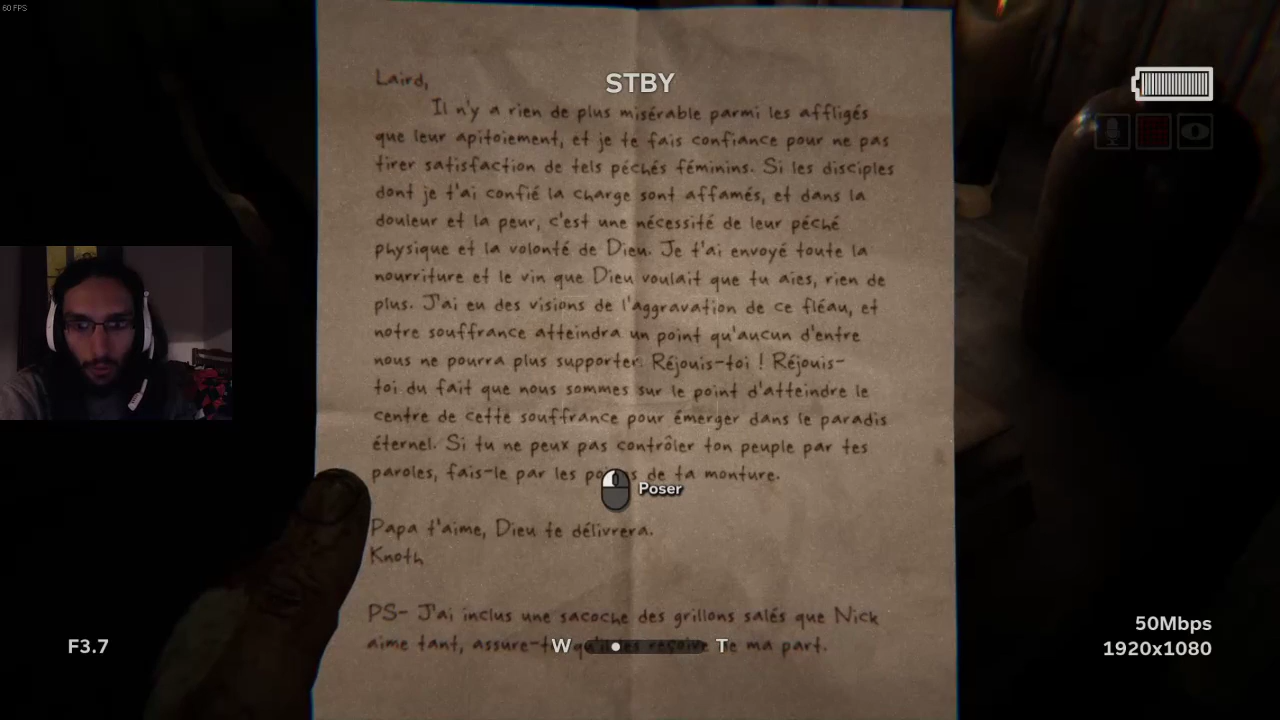 60 FPS
STBY
Laird,
Il n'y a rien de plus misérable parmi les affligés
que leur apitoiement, et je te fais confiance pour ne pas
tirer satisfaction de tels péchés féminins. Si les disciples
dont je t'ai confié la charge sont affamés, et dans la
douleur et la peur, c'est une nécessité de leur péché
physique et la volonté de Dieu. Je t'ai envoyé toute la
nourriture et le vin que Dieu voulait que tu aies, rien de
plus. J'ai eu des visions de l'aggravation de ce fléau, et
notre souffrance atteindra un point qu'aucun d'entre
nous ne pourra plus supporter. Réjouis-toi ! Réjouis-
toi du fait que nous sommes sur le point d'atteindre le
centre de cette souffrance pour émerger dans le paradis
éternel. Si tu ne peux pas contrôler ton peuple par tes
paroles, fais-le par les de ta monture.
Poser
Papa t'aime, Dieu te délivrera.
Knoth
PS- J'ai inclus une sacoche des grillons salés que Nick
aime tant, de ma part.
W
T
F3.7
50Mbps
1920x1080